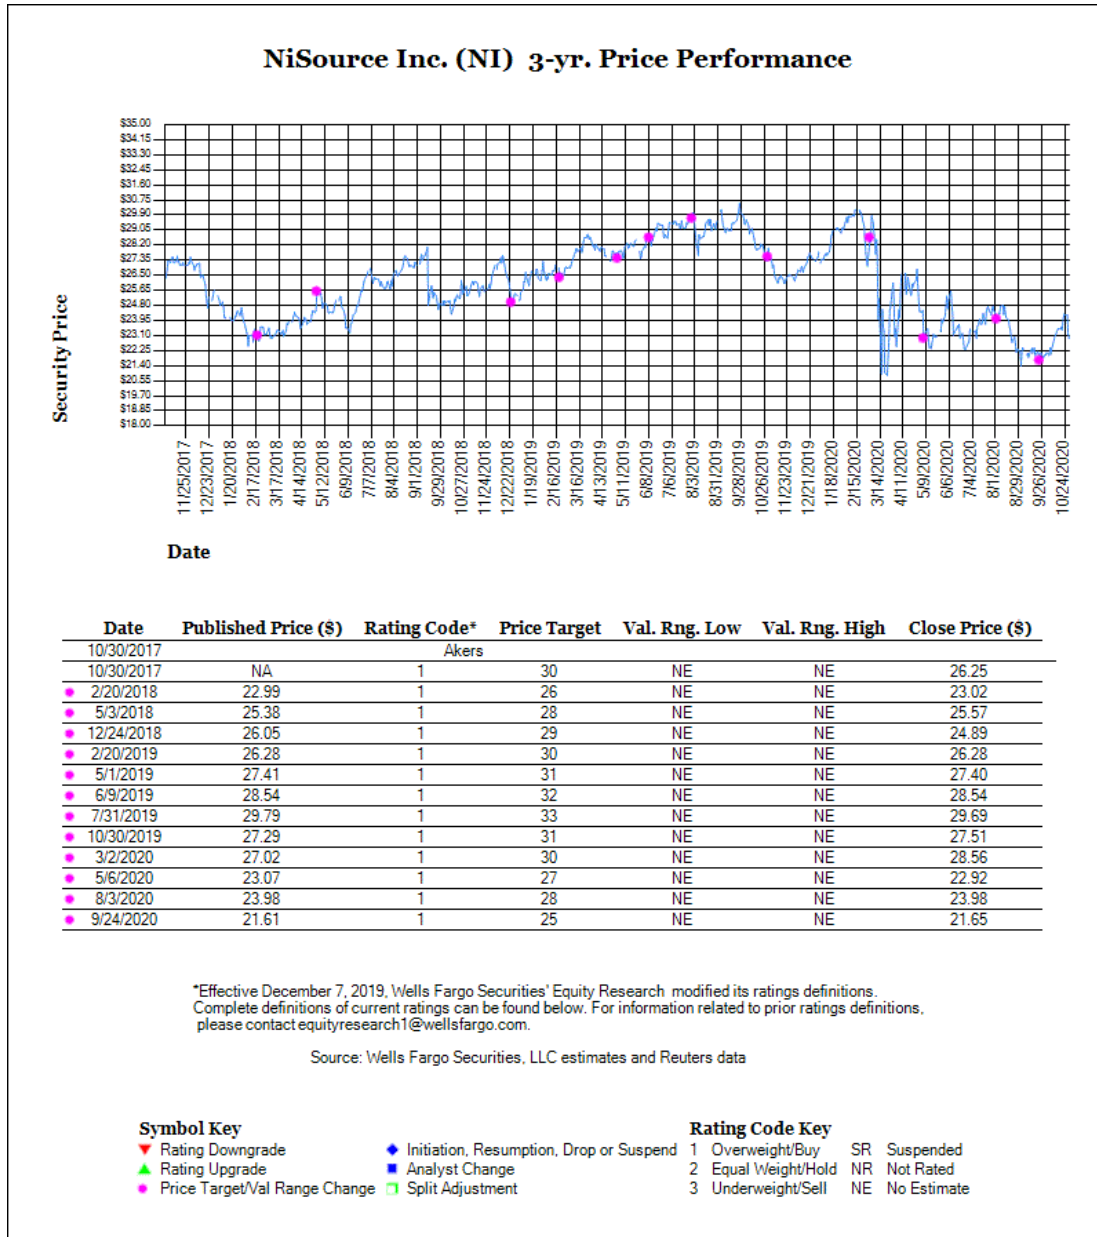 NiSource Inc. (NI)  3-yr. Price Performance
$35.00
$34.15
$33.30
$32.45
$31.60
$30.75
$29.90
$29.05
$28.20
$27.35
$26.50
$25.65
$24.80
$23.95
$23.10
$22.25
$21.40
$20.55
$19.70
$18.85
$18.00
Security Price
11/25/2017
12/23/2017
1/20/2018
2/17/2018
3/17/2018
4/14/2018
5/12/2018
6/9/2018
7/7/2018
8/4/2018
9/1/2018
9/29/2018
10/27/2018
11/24/2018
12/22/2018
1/19/2019
2/16/2019
3/16/2019
4/13/2019
5/11/2019
6/8/2019
7/6/2019
8/3/2019
8/31/2019
9/28/2019
10/26/2019
11/23/2019
12/21/2019
1/18/2020
2/15/2020
3/14/2020
4/11/2020
5/9/2020
6/6/2020
7/4/2020
8/1/2020
8/29/2020
9/26/2020
10/24/2020
Date
Date Published Price ($) Rating Code* Price Target Val. Rng. Low Val. Rng. High Close Price ($)
10/30/2017 Akers
10/30/2017 NA 1 30 NE NE 26.25
2/20/2018 22.99 1 26 NE NE 23.02
5/3/2018 25.38 1 28 NE NE 25.57
12/24/2018 26.05 1 29 NE NE 24.89
2/20/2019 26.28 1 30 NE NE 26.28
5/1/2019 27.41 1 31 NE NE 27.40
6/9/2019 28.54 1 32 NE NE 28.54
7/31/2019 29.79 1 33 NE NE 29.69
10/30/2019 27.29 1 31 NE NE 27.51
3/2/2020 27.02 1 30 NE NE 28.56
5/6/2020 23.07 1 27 NE NE 22.92
8/3/2020 23.98 1 28 NE NE 23.98
9/24/2020 21.61 1 25 NE NE 21.65
*Effective December 7, 2019, Wells Fargo Securities' Equity Research modified its ratings definitions.
Complete definitions of current ratings can be found below. For information related to prior ratings definitions,
please contact equityresearch1@wellsfargo.com.
Source: Wells Fargo Securities, LLC estimates and Reuters data
Symbol Key
Rating Downgrade
Rating Upgrade
Price Target/Val Range Change
Initiation, Resumption, Drop or Suspend
Analyst Change
Split Adjustment
Rating Code Key
1 Overweight/Buy SR Suspended
2 Equal Weight/Hold NR Not Rated
3 Underweight/Sell NE No Estimate